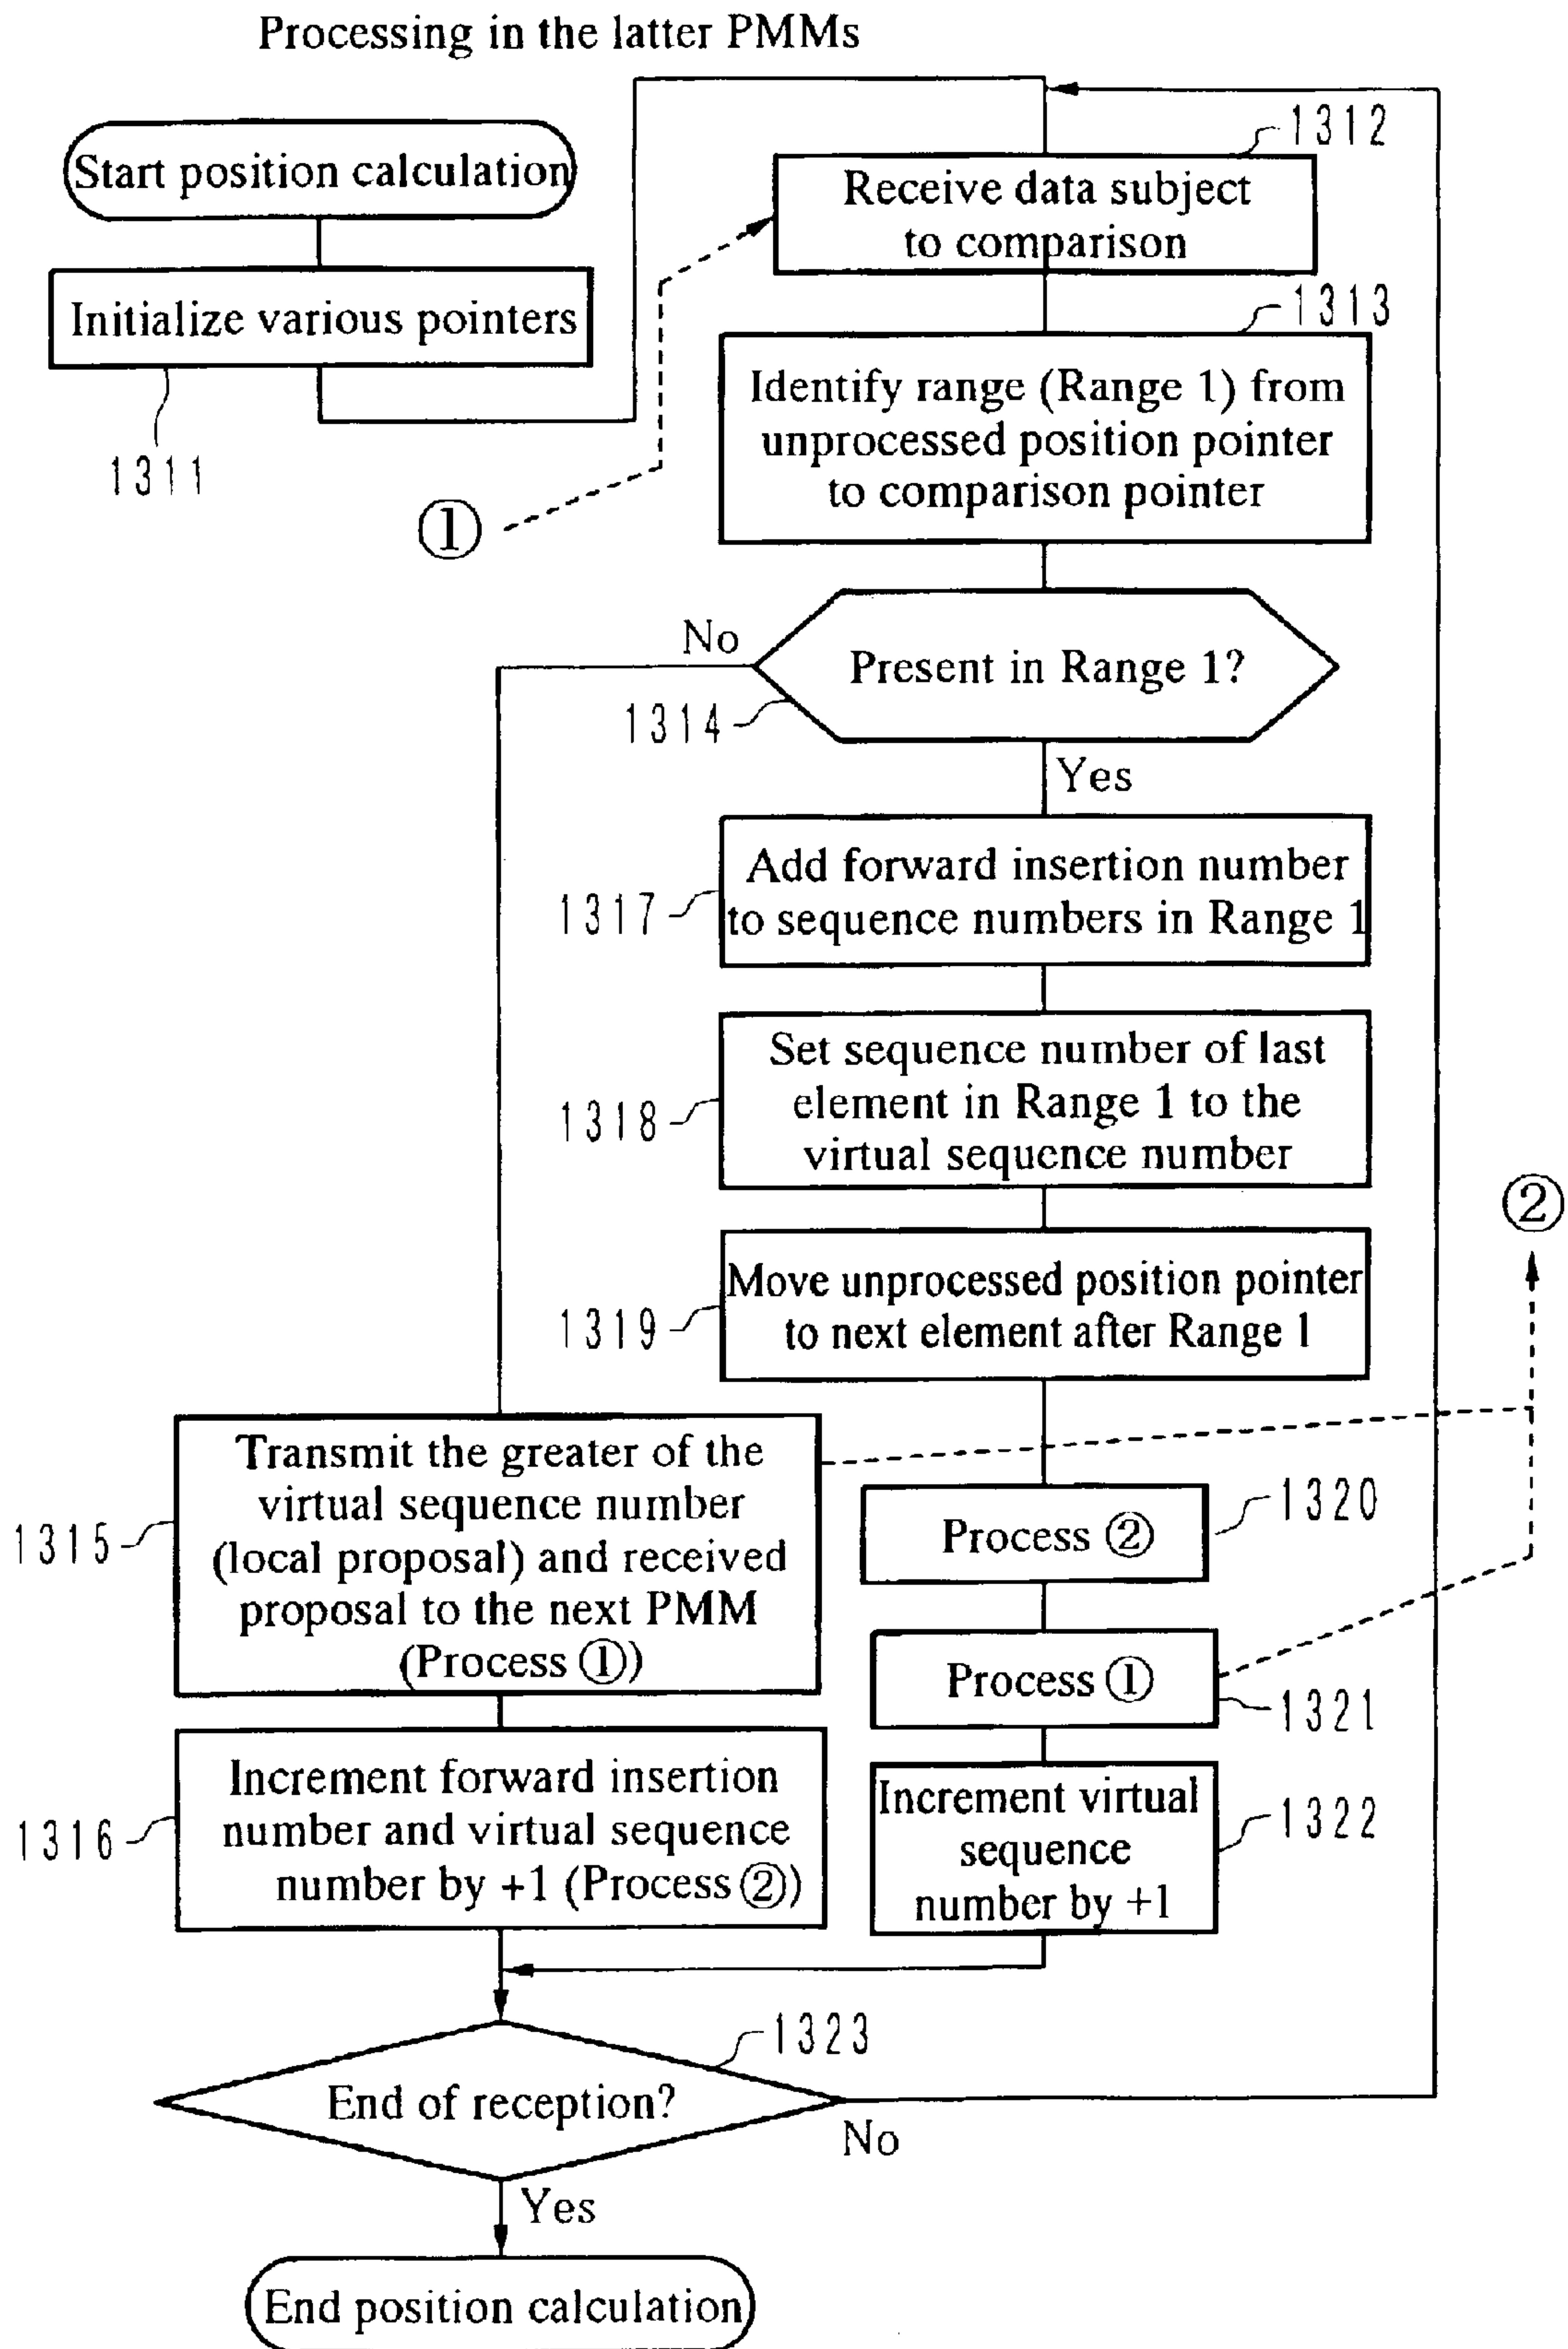 Processing in the latter PMMs
Start position calculation
Initialize various pointers
1311
①
1312
Receive data subject
to comparison
1313
Identify range (Range 1) from
unprocessed position pointer
to comparison pointer
No
Present in Range 1?
1314
Yes
Add forward insertion number
to sequence numbers in Range 1
1317
Set sequence number of last
element in Range 1 to the
virtual sequence number
1318
②
Move unprocessed position pointer
to next element after Range 1
1319
Transmit the greater of the
virtual sequence number
(local proposal) and received
proposal to the next PMM
(Process ①))
1315
Process ②
1320
Process ①
1321
Increment forward insertion
number and virtual sequence
number by +1 (Process ②))
1316
Increment virtual
sequence
number by +1
1322
1323
End of reception?
No
Yes
End position calculation